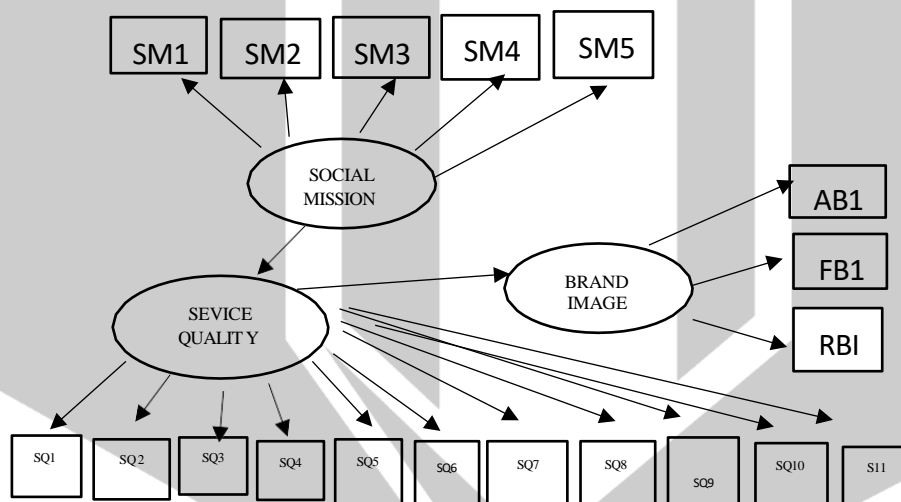 SM1
SM2
SM3
SM4
SM5
SOCIAL
MISSION
AB1
FB1
BRAND
IMAGE
SEVICE
QUALITY
RBI
SQ1
SQ2
SQ3
SQ4
SQ5
SQ6
SQ7
SQ8
SQ9
SQ10
S11